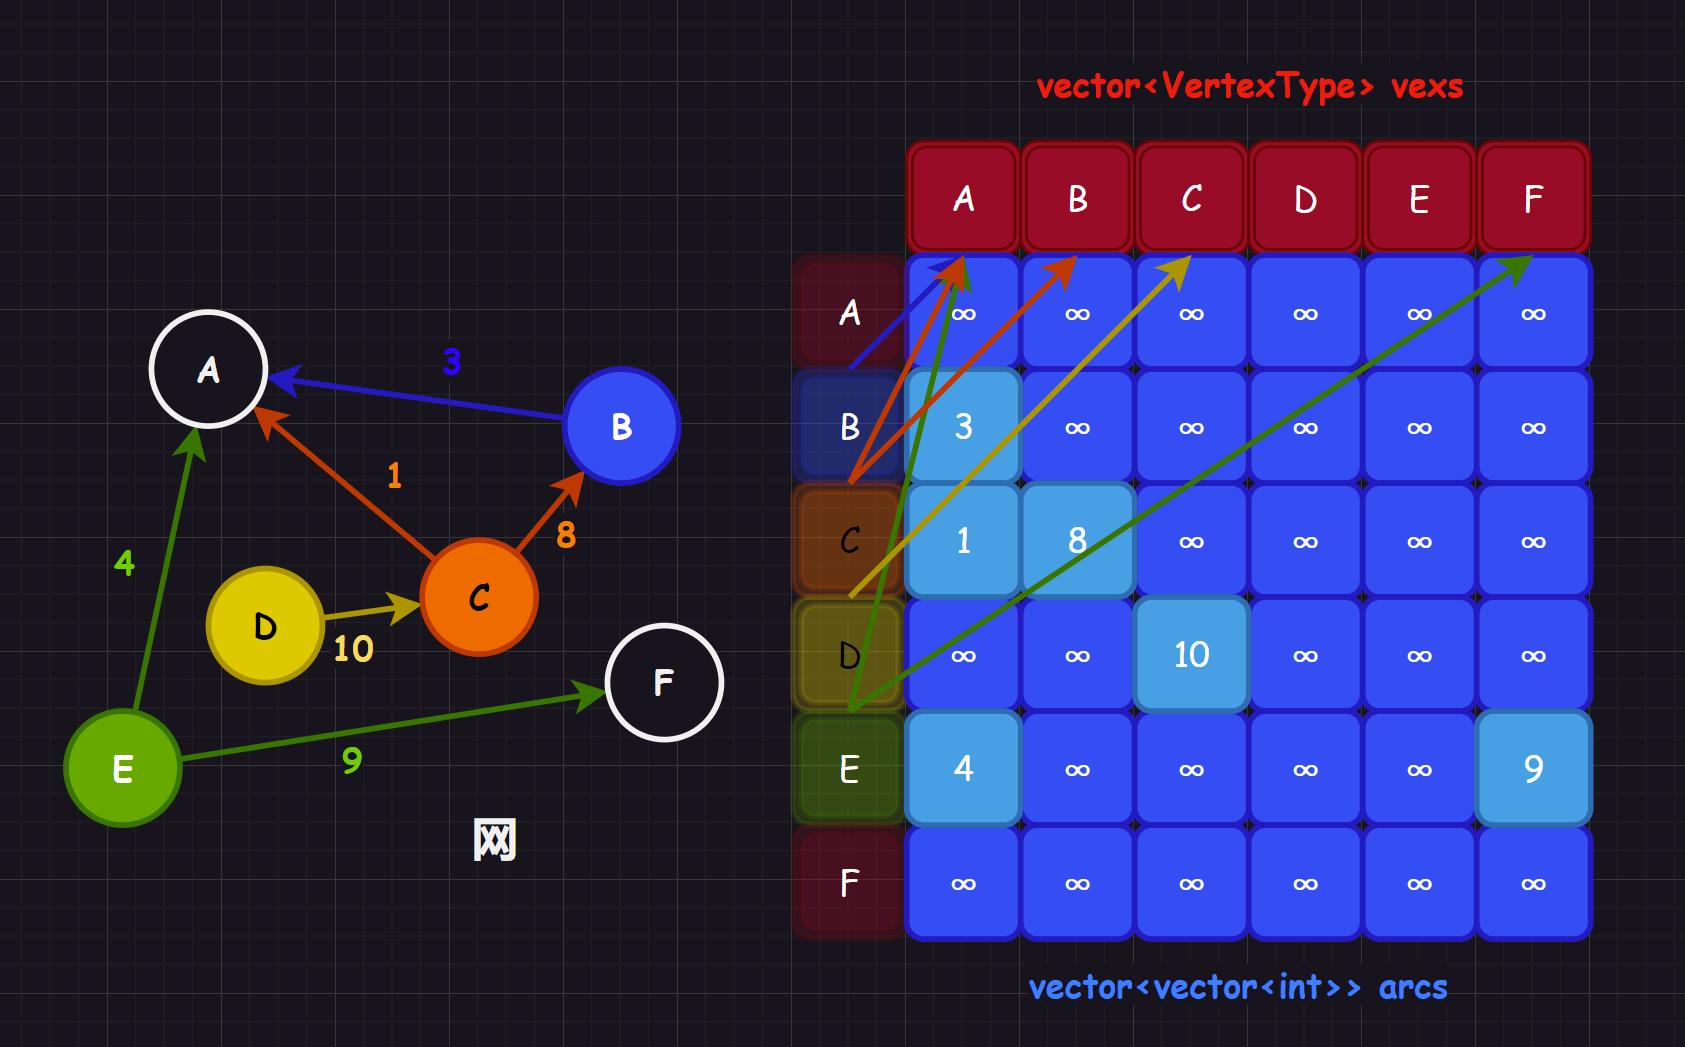 vector<VertexType> vexs
A B C D E F
A ∞ ∞ ∞ ∞ ∞ ∞
B 3 ∞ ∞ ∞ ∞ ∞
C 1 8 ∞ ∞ ∞ ∞
D ∞ ∞ 10 ∞ ∞ ∞
E 4 ∞ ∞ ∞ ∞ 9
F ∞ ∞ ∞ ∞ ∞ ∞
vector<vector<int>> arcs
A
3
B
1
8
4
D
10
C
F
E
9
网